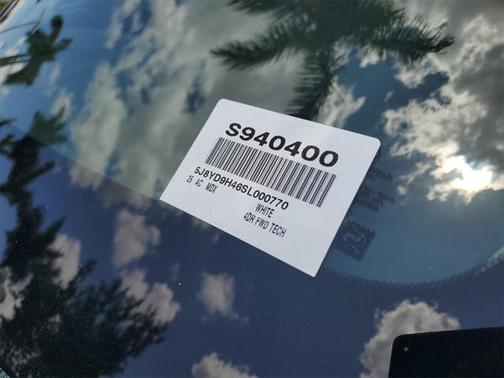 S940400
5J8YD9H46SL000770
25 AC MDX
WHITE
4DR FWD TECH